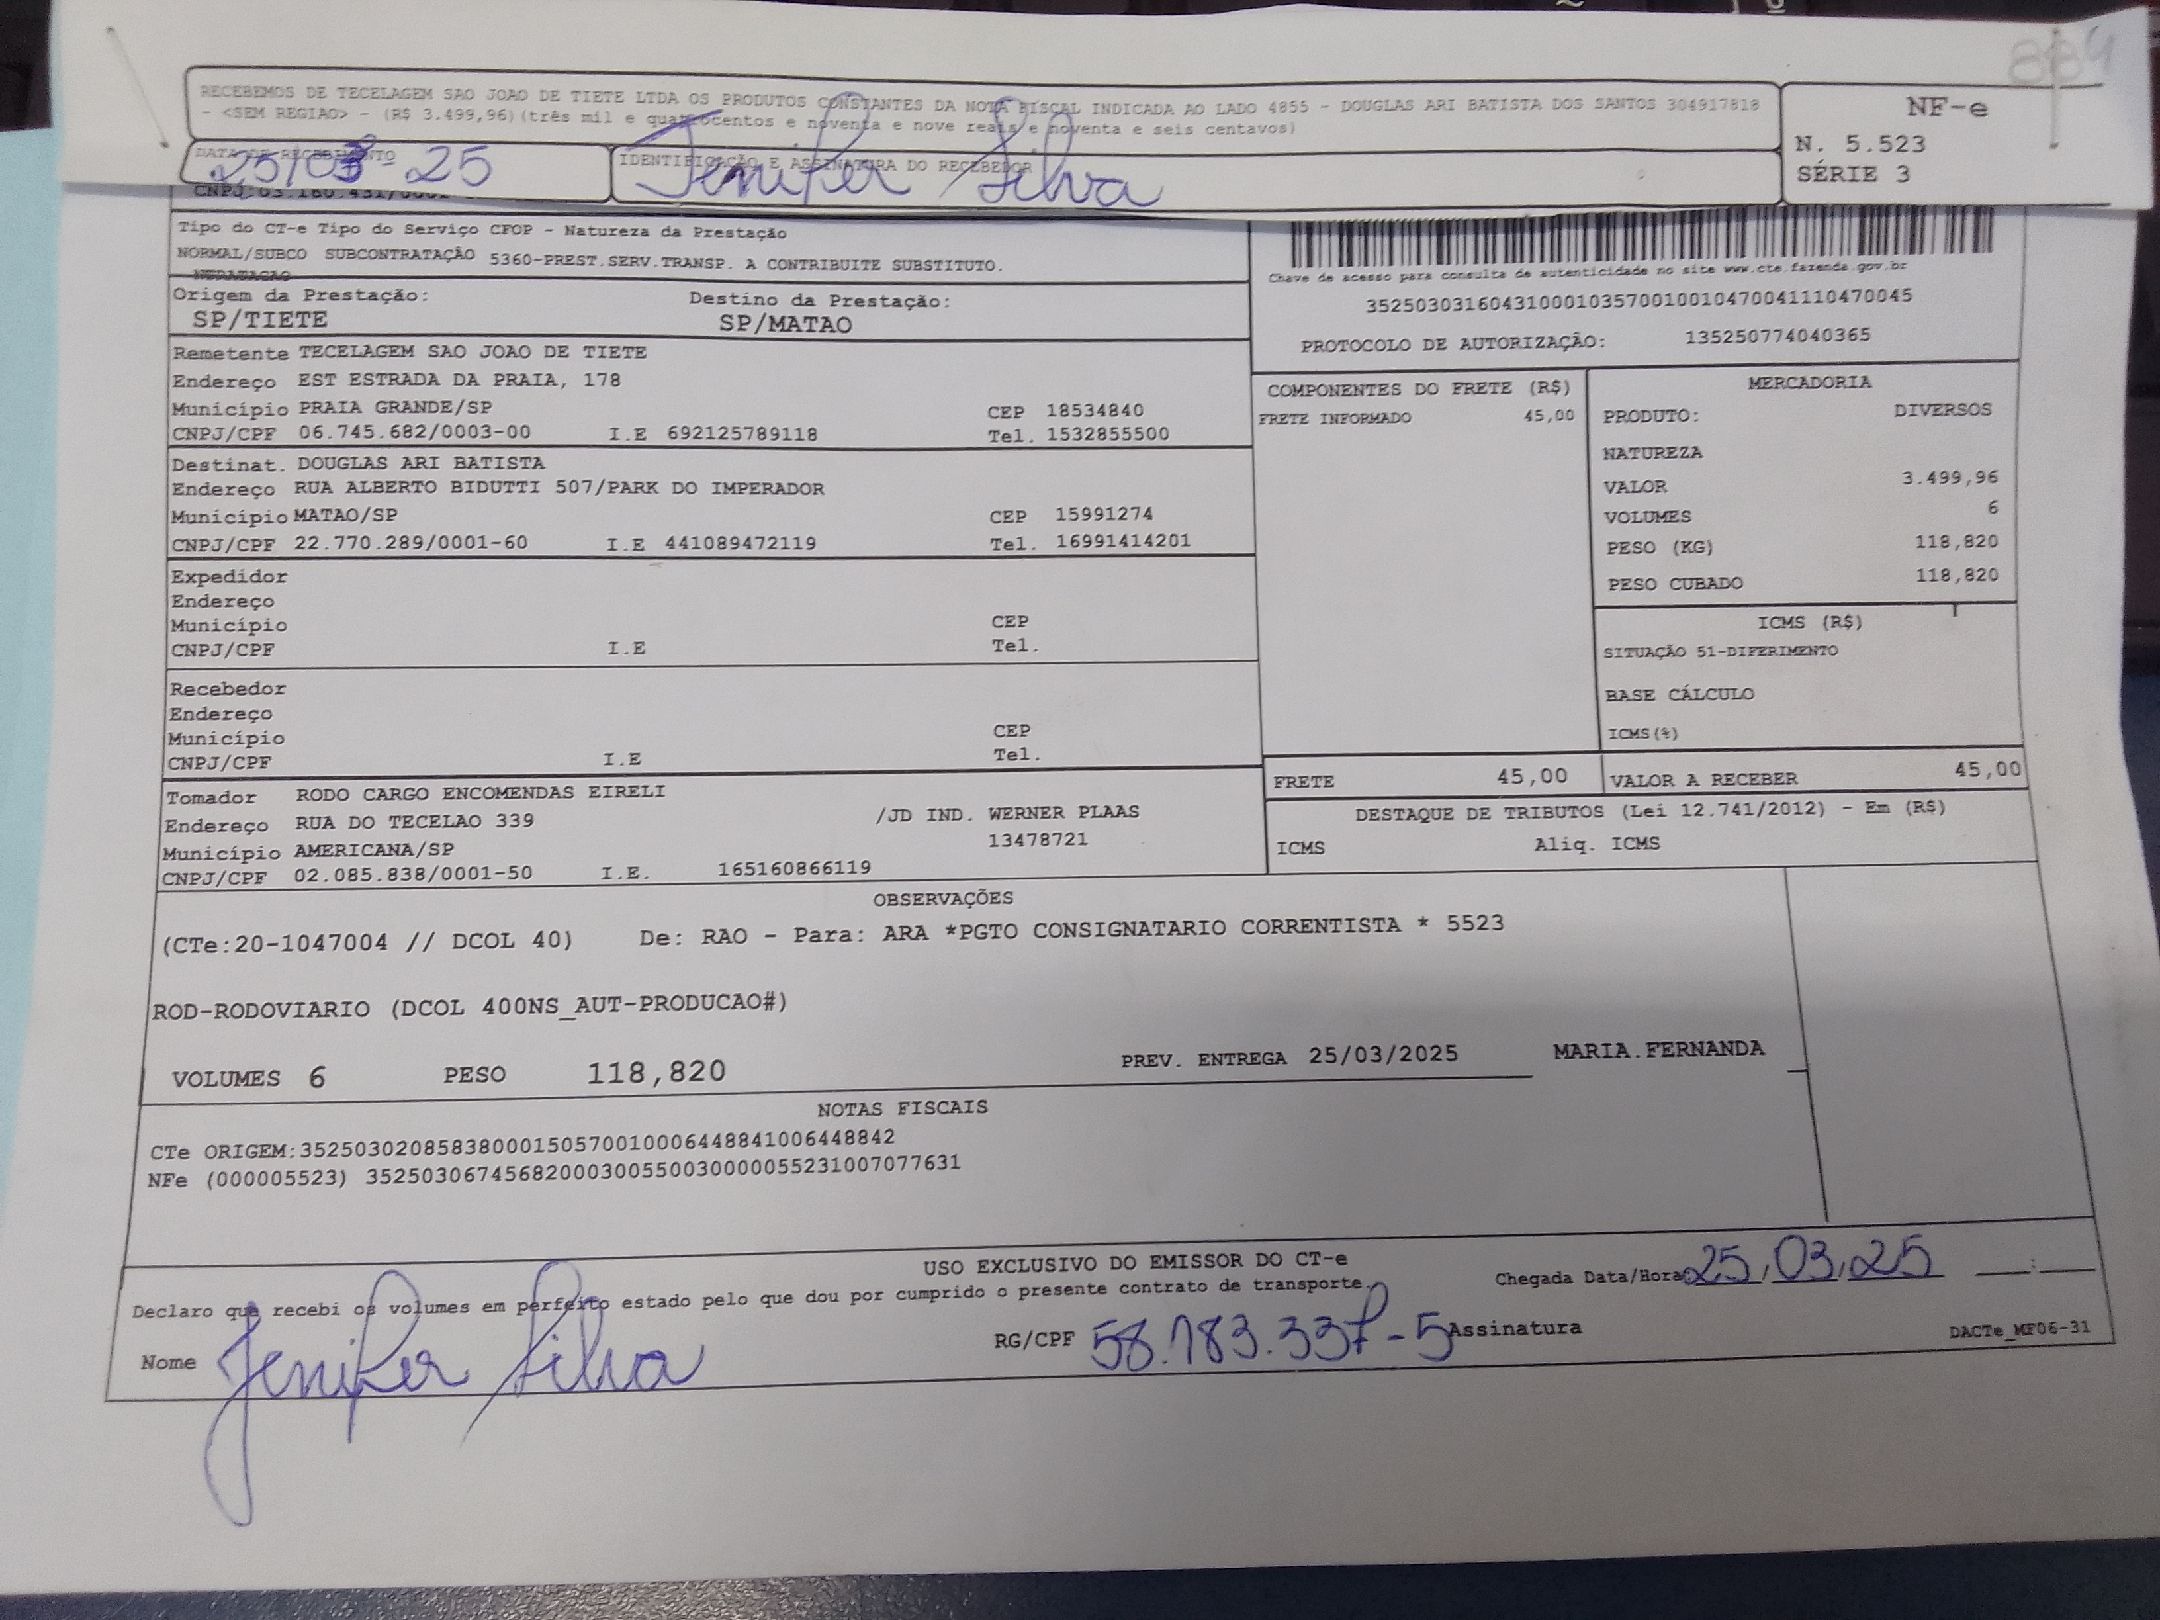 884
RECEBEMOS DE TECELAGEM SAO JOAO DE TIETE LTDA OS PRODUTOS CONSTANTES DA NOTA FISCAL INDICADA AO LADO 4855 - DOUGLAS ARI BATISTA DOS SANTOS 304917818
- <SEM REGIAO> - (R$ 3.499,96)(três mil e quatrocentos e noventa e nove reais e noventa e seis centavos)
NF-e
N. 5.523
SÉRIE 3
DATA DE RECEBIMENTO
25/03-25
IDENTIFICAÇÃO E ASSINATURA DO RECEBEDOR
Jenifer Silva
Tipo do CT-e Tipo do Serviço CFOP - Natureza da Prestação
NORMAL/SUBCO SUBCONTRATAÇÃO 5360-PREST.SERV.TRANSP. A CONTRIBUITE SUBSTITUTO.
NTRATACAO
Chave de acesso para consulta de autenticidade no site www.cte.fazenda.gov.br
35250303160431000103570010010470041110470045
PROTOCOLO DE AUTORIZAÇÃO: 135250774040365
Origem da Prestação: Destino da Prestação:
SP/TIETE SP/MATAO
Remetente TECELAGEM SAO JOAO DE TIETE
Endereço EST ESTRADA DA PRAIA, 178
Município PRAIA GRANDE/SP CEP 18534840
CNPJ/CPF 06.745.682/0003-00 I.E 692125789118 Tel. 1532855500
Destinat. DOUGLAS ARI BATISTA
Endereço RUA ALBERTO BIDUTTI 507/PARK DO IMPERADOR
Município MATAO/SP CEP 15991274
CNPJ/CPF 22.770.289/0001-60 I.E 441089472119 Tel. 16991414201
Expedidor
Endereço
Município CEP
CNPJ/CPF I.E Tel.
Recebedor
Endereço
Município CEP
CNPJ/CPF I.E Tel.
Tomador RODO CARGO ENCOMENDAS EIRELI
Endereço RUA DO TECELAO 339 /JD IND. WERNER PLAAS
Município AMERICANA/SP 13478721
CNPJ/CPF 02.085.838/0001-50 I.E. 165160866119
COMPONENTES DO FRETE (R$)
FRETE INFORMADO 45,00
MERCADORIA
PRODUTO: DIVERSOS
NATUREZA
VALOR 3.499,96
VOLUMES 6
PESO (KG) 118,820
PESO CUBADO 118,820
ICMS (R$)
SITUAÇÃO 51-DIFERIMENTO
BASE CÁLCULO
ICMS(%)
FRETE 45,00 VALOR A RECEBER 45,00
DESTAQUE DE TRIBUTOS (Lei 12.741/2012) - Em (R$)
ICMS Aliq. ICMS
OBSERVAÇÕES
(CTe:20-1047004 // DCOL 40) De: RAO - Para: ARA *PGTO CONSIGNATARIO CORRENTISTA * 5523
ROD-RODOVIARIO (DCOL 400NS_AUT-PRODUCAO#)
VOLUMES 6 PESO 118,820 PREV. ENTREGA 25/03/2025 MARIA.FERNANDA
NOTAS FISCAIS
CTe ORIGEM:35250302085838000150570010006448841006448842
NFe (000005523) 35250306745682000300550030000055231007077631
USO EXCLUSIVO DO EMISSOR DO CT-e
Declaro que recebi os volumes em perfeito estado pelo que dou por cumprido o presente contrato de transporte.
Chegada Data/Hora: 25,03,25 :
Nome Jenifer Silva RG/CPF 58.783.337-5 Assinatura
DACTe_MF06-31